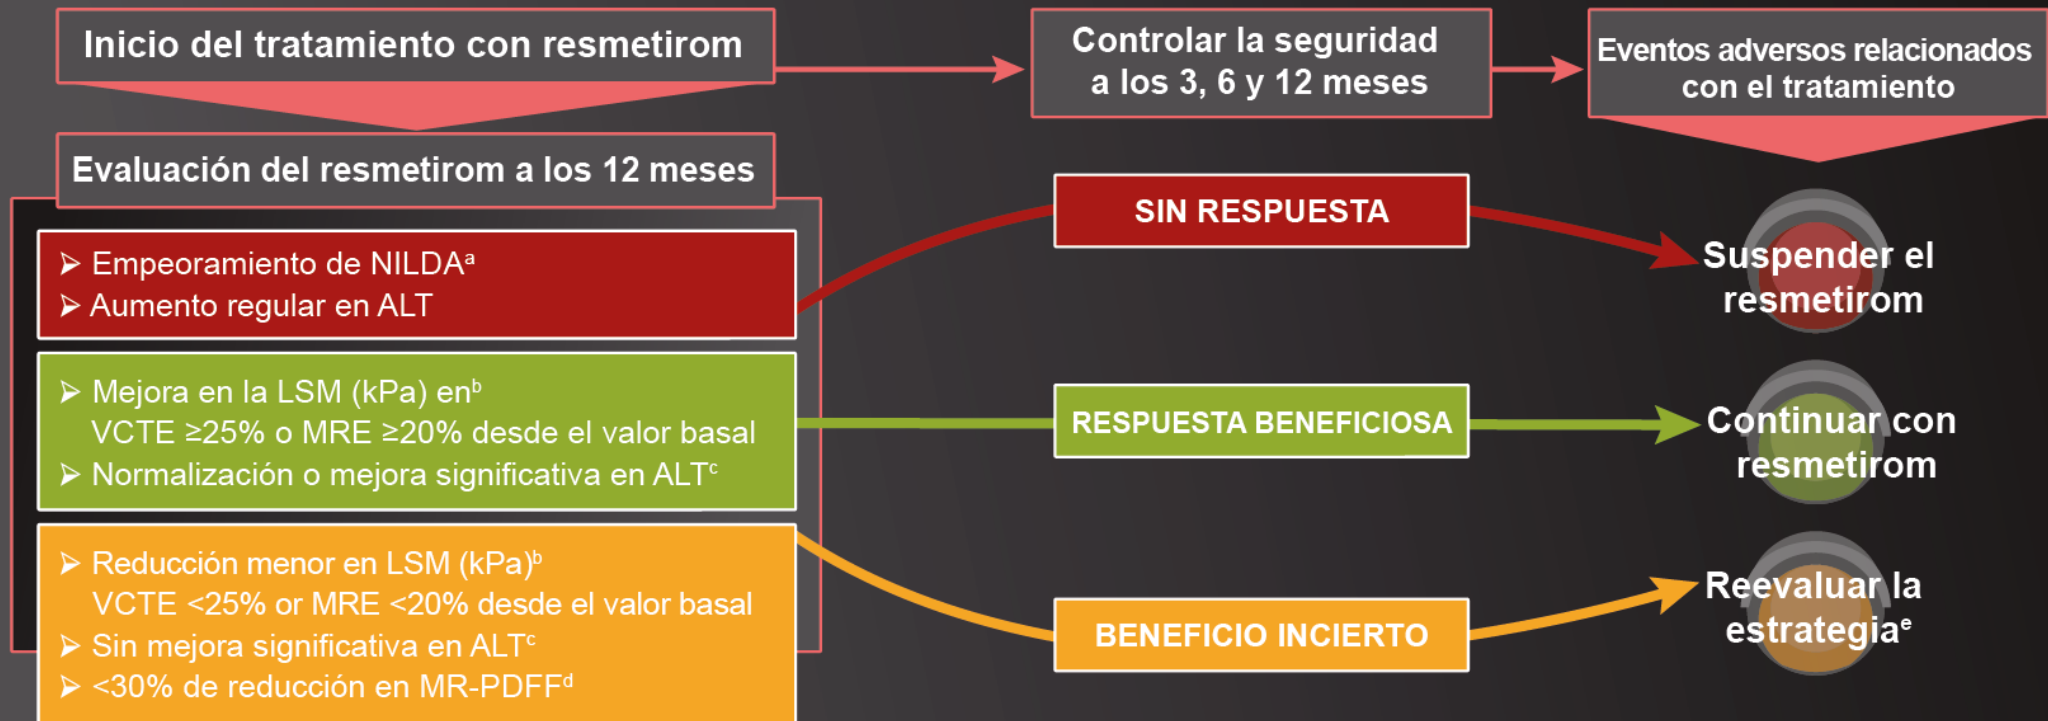 Inicio del tratamiento con resmetirom
Controlar la seguridad
a los 3, 6 y 12 meses
Eventos adversos relacionados
con el tratamiento
Evaluación del resmetirom a los 12 meses
➢ Empeoramiento de NILDAᵃ
➢ Aumento regular en ALT
SIN RESPUESTA
Suspender el
resmetirom
➢ Mejora en la LSM (kPa) enᵇ
VCTE ≥25% o MRE ≥20% desde el valor basal
➢ Normalización o mejora significativa en ALTᶜ
RESPUESTA BENEFICIOSA
Continuar con
resmetirom
➢ Reducción menor en LSM (kPa)ᵇ
VCTE <25% or MRE <20% desde el valor basal
➢ Sin mejora significativa en ALTᶜ
➢ <30% de reducción en MR-PDFFᵈ
BENEFICIO INCIERTO
Reevaluar la
estrategiaᵉ